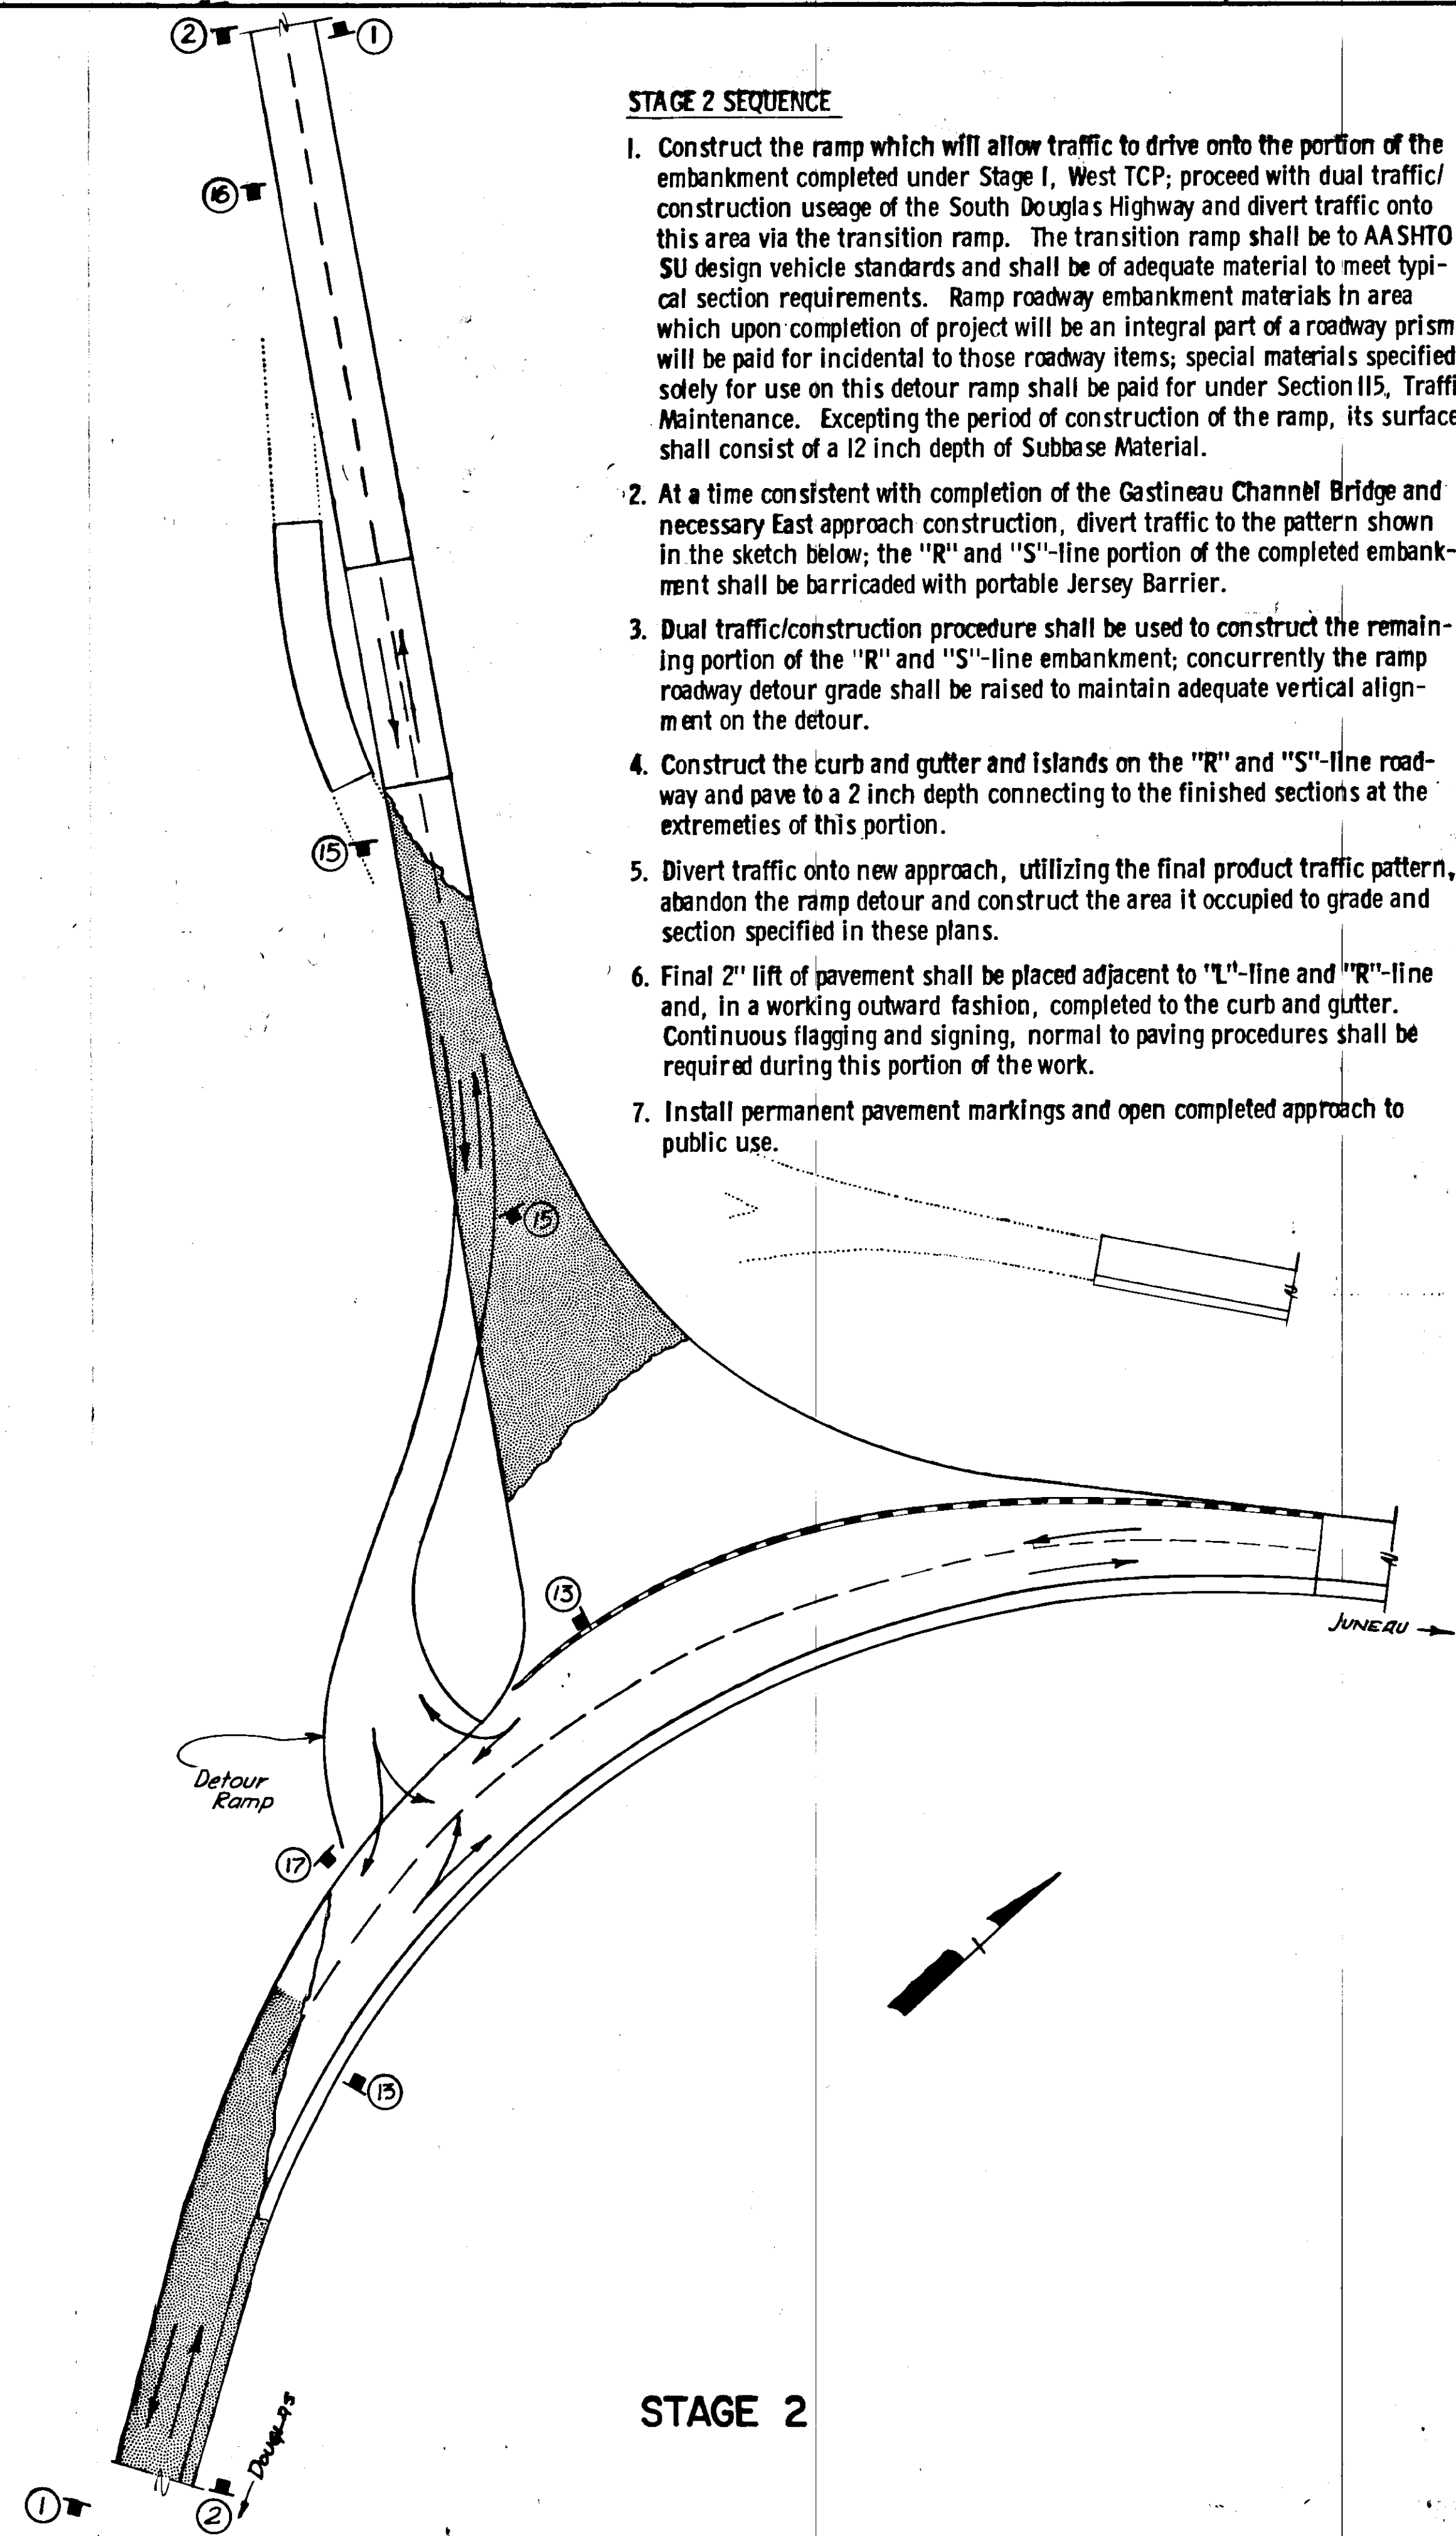 2 1
STAGE 2 SEQUENCE
1. Construct the ramp which will allow traffic to drive onto the portion of the
embankment completed under Stage I, West TCP; proceed with dual traffic/
construction useage of the South Douglas Highway and divert traffic onto
this area via the transition ramp. The transition ramp shall be to AASHTO
SU design vehicle standards and shall be of adequate material to meet typi-
cal section requirements. Ramp roadway embankment materials in area
which upon completion of project will be an integral part of a roadway prism
will be paid for incidental to those roadway items; special materials specified
solely for use on this detour ramp shall be paid for under Section 115, Traffi
Maintenance. Excepting the period of construction of the ramp, its surface
shall consist of a 12 inch depth of Subbase Material.
2. At a time consistent with completion of the Gastineau Channel Bridge and
necessary East approach construction, divert traffic to the pattern shown
in the sketch below; the "R" and "S"-line portion of the completed embank-
ment shall be barricaded with portable Jersey Barrier.
3. Dual traffic/construction procedure shall be used to construct the remain-
ing portion of the "R" and "S"-line embankment; concurrently the ramp
roadway detour grade shall be raised to maintain adequate vertical align-
ment on the detour.
4. Construct the curb and gutter and islands on the "R" and "S"-line road-
way and pave to a 2 inch depth connecting to the finished sections at the
extremeties of this portion.
5. Divert traffic onto new approach, utilizing the final product traffic pattern,
abandon the ramp detour and construct the area it occupied to grade and
section specified in these plans.
6. Final 2" lift of pavement shall be placed adjacent to "L"-line and "R"-line
and, in a working outward fashion, completed to the curb and gutter.
Continuous flagging and signing, normal to paving procedures shall be
required during this portion of the work.
7. Install permanent pavement markings and open completed approach to
public use.
16
15
15
13
JUNEAU
Detour
Ramp
17
13
STAGE 2
DOUGLAS
1
2